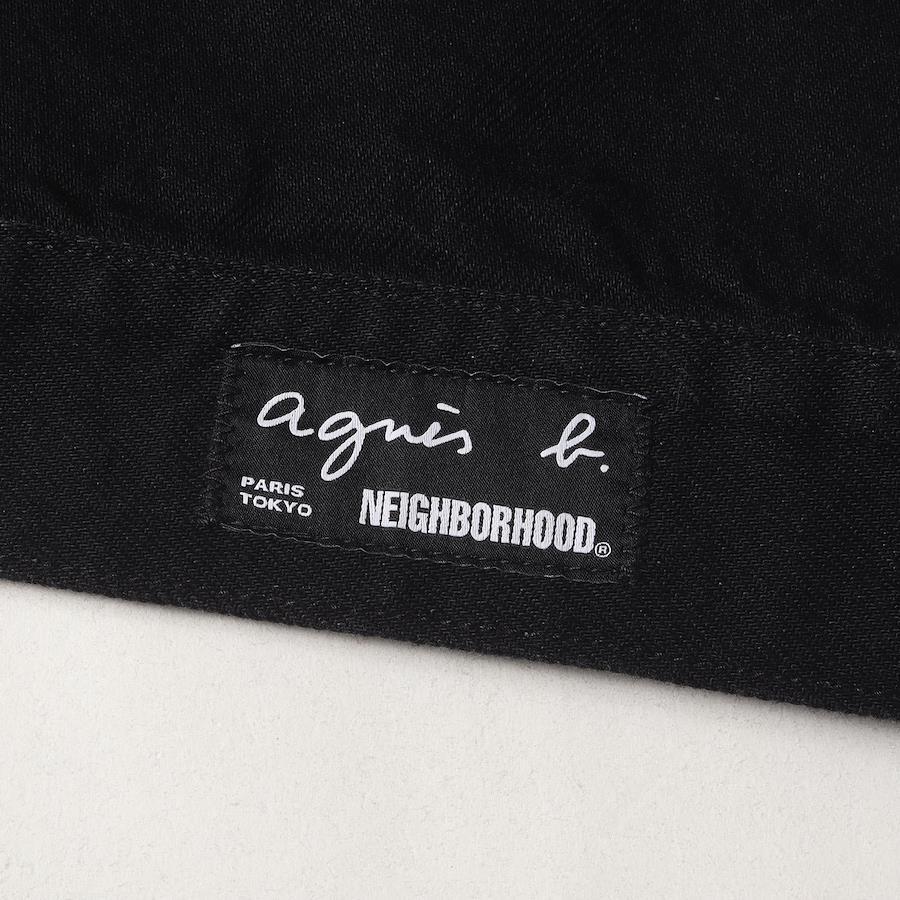 agnès b.
PARIS
TOKYO
NEIGHBORHOOD®